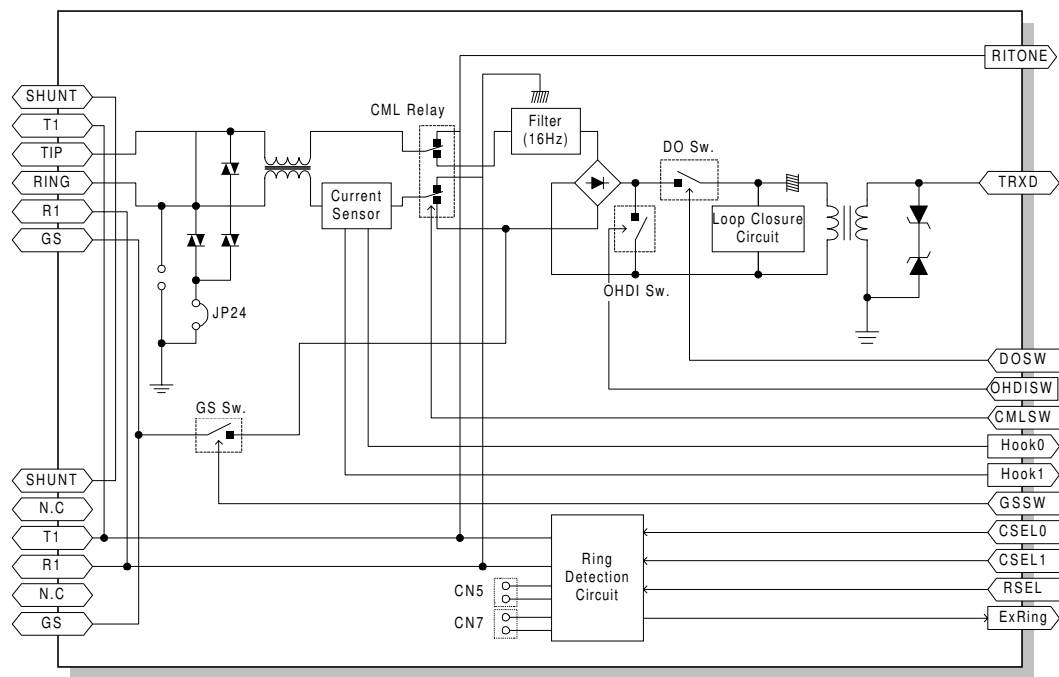 RITONE
SHUNT
T1
TIP
RING
R1
GS
CML Relay
Filter
(16Hz)
DO Sw.
TRXD
Current
Sensor
Loop Closure
Circuit
OHDI Sw.
JP24
DOSW
OHDISW
CMLSW
GS Sw.
Hook0
Hook1
SHUNT
N.C
GSSW
T1
CSEL0
R1
CSEL1
Ring
Detection
Circuit
N.C
RSEL
CN5
GS
CN7
ExRing